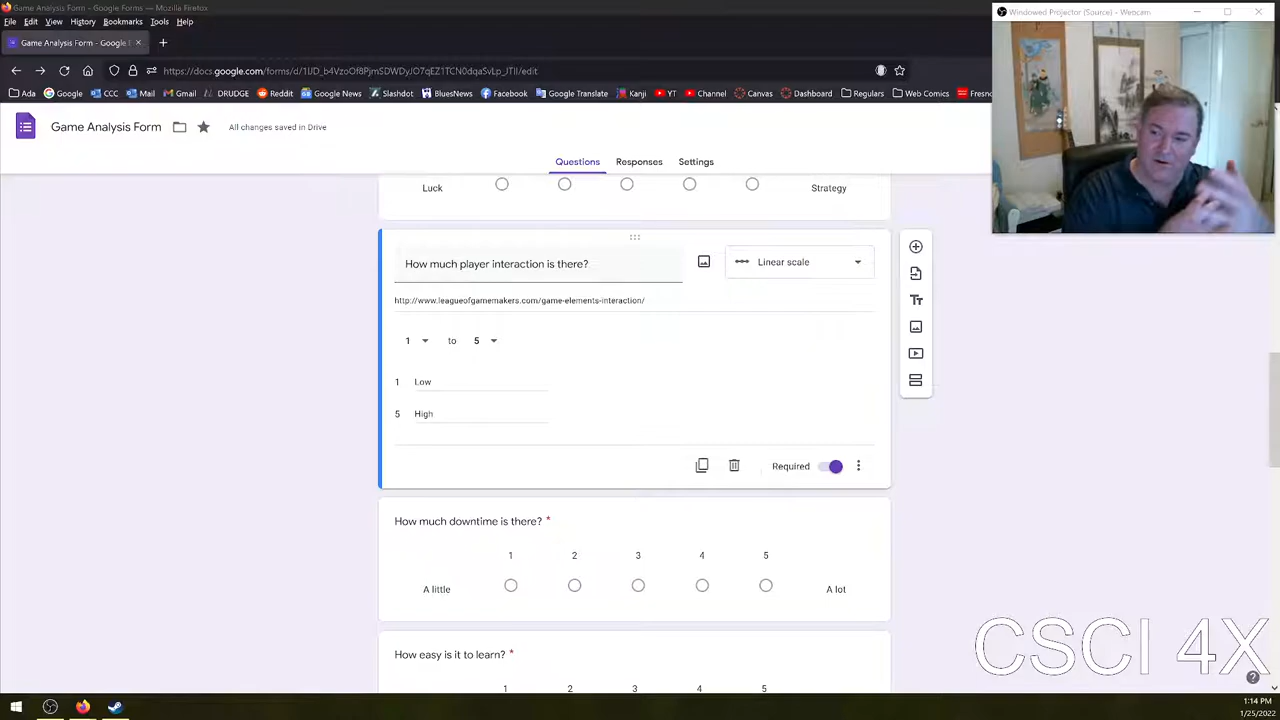 Game Analysis Form - Google Forms — Mozilla Firefox
File Edit View History Bookmarks Tools Help
Game Analysis Form - Google F
https://docs.google.com/forms/d/1UD_b4VzoOf8PjmSDWDyJO7qEZ1TCN0dqaSvLp_JTII/edit
Ada Google CCC Mail Gmail DRUDGE Reddit GoogleNews Slashdot News Facebook Google Translate Kanji YT Channel Canvas Dashboard Regulars Web Comics Fresno
Windowed Projector (Source) - Webcam
Game Analysis Form
All changes saved in Drive
Questions Responses Settings
Luck Strategy
How much player interaction is there?
Linear scale
http://www.leagueofgamemakers.com/game-elements-interaction/
1 to 5
1 Low
5 High
Required
How much downtime is there? *
1 2 3 4 5
A little A lot
How easy is it to learn? *
1 2 3 4 5
CSCI 4X
1:14 PM
1/25/2022